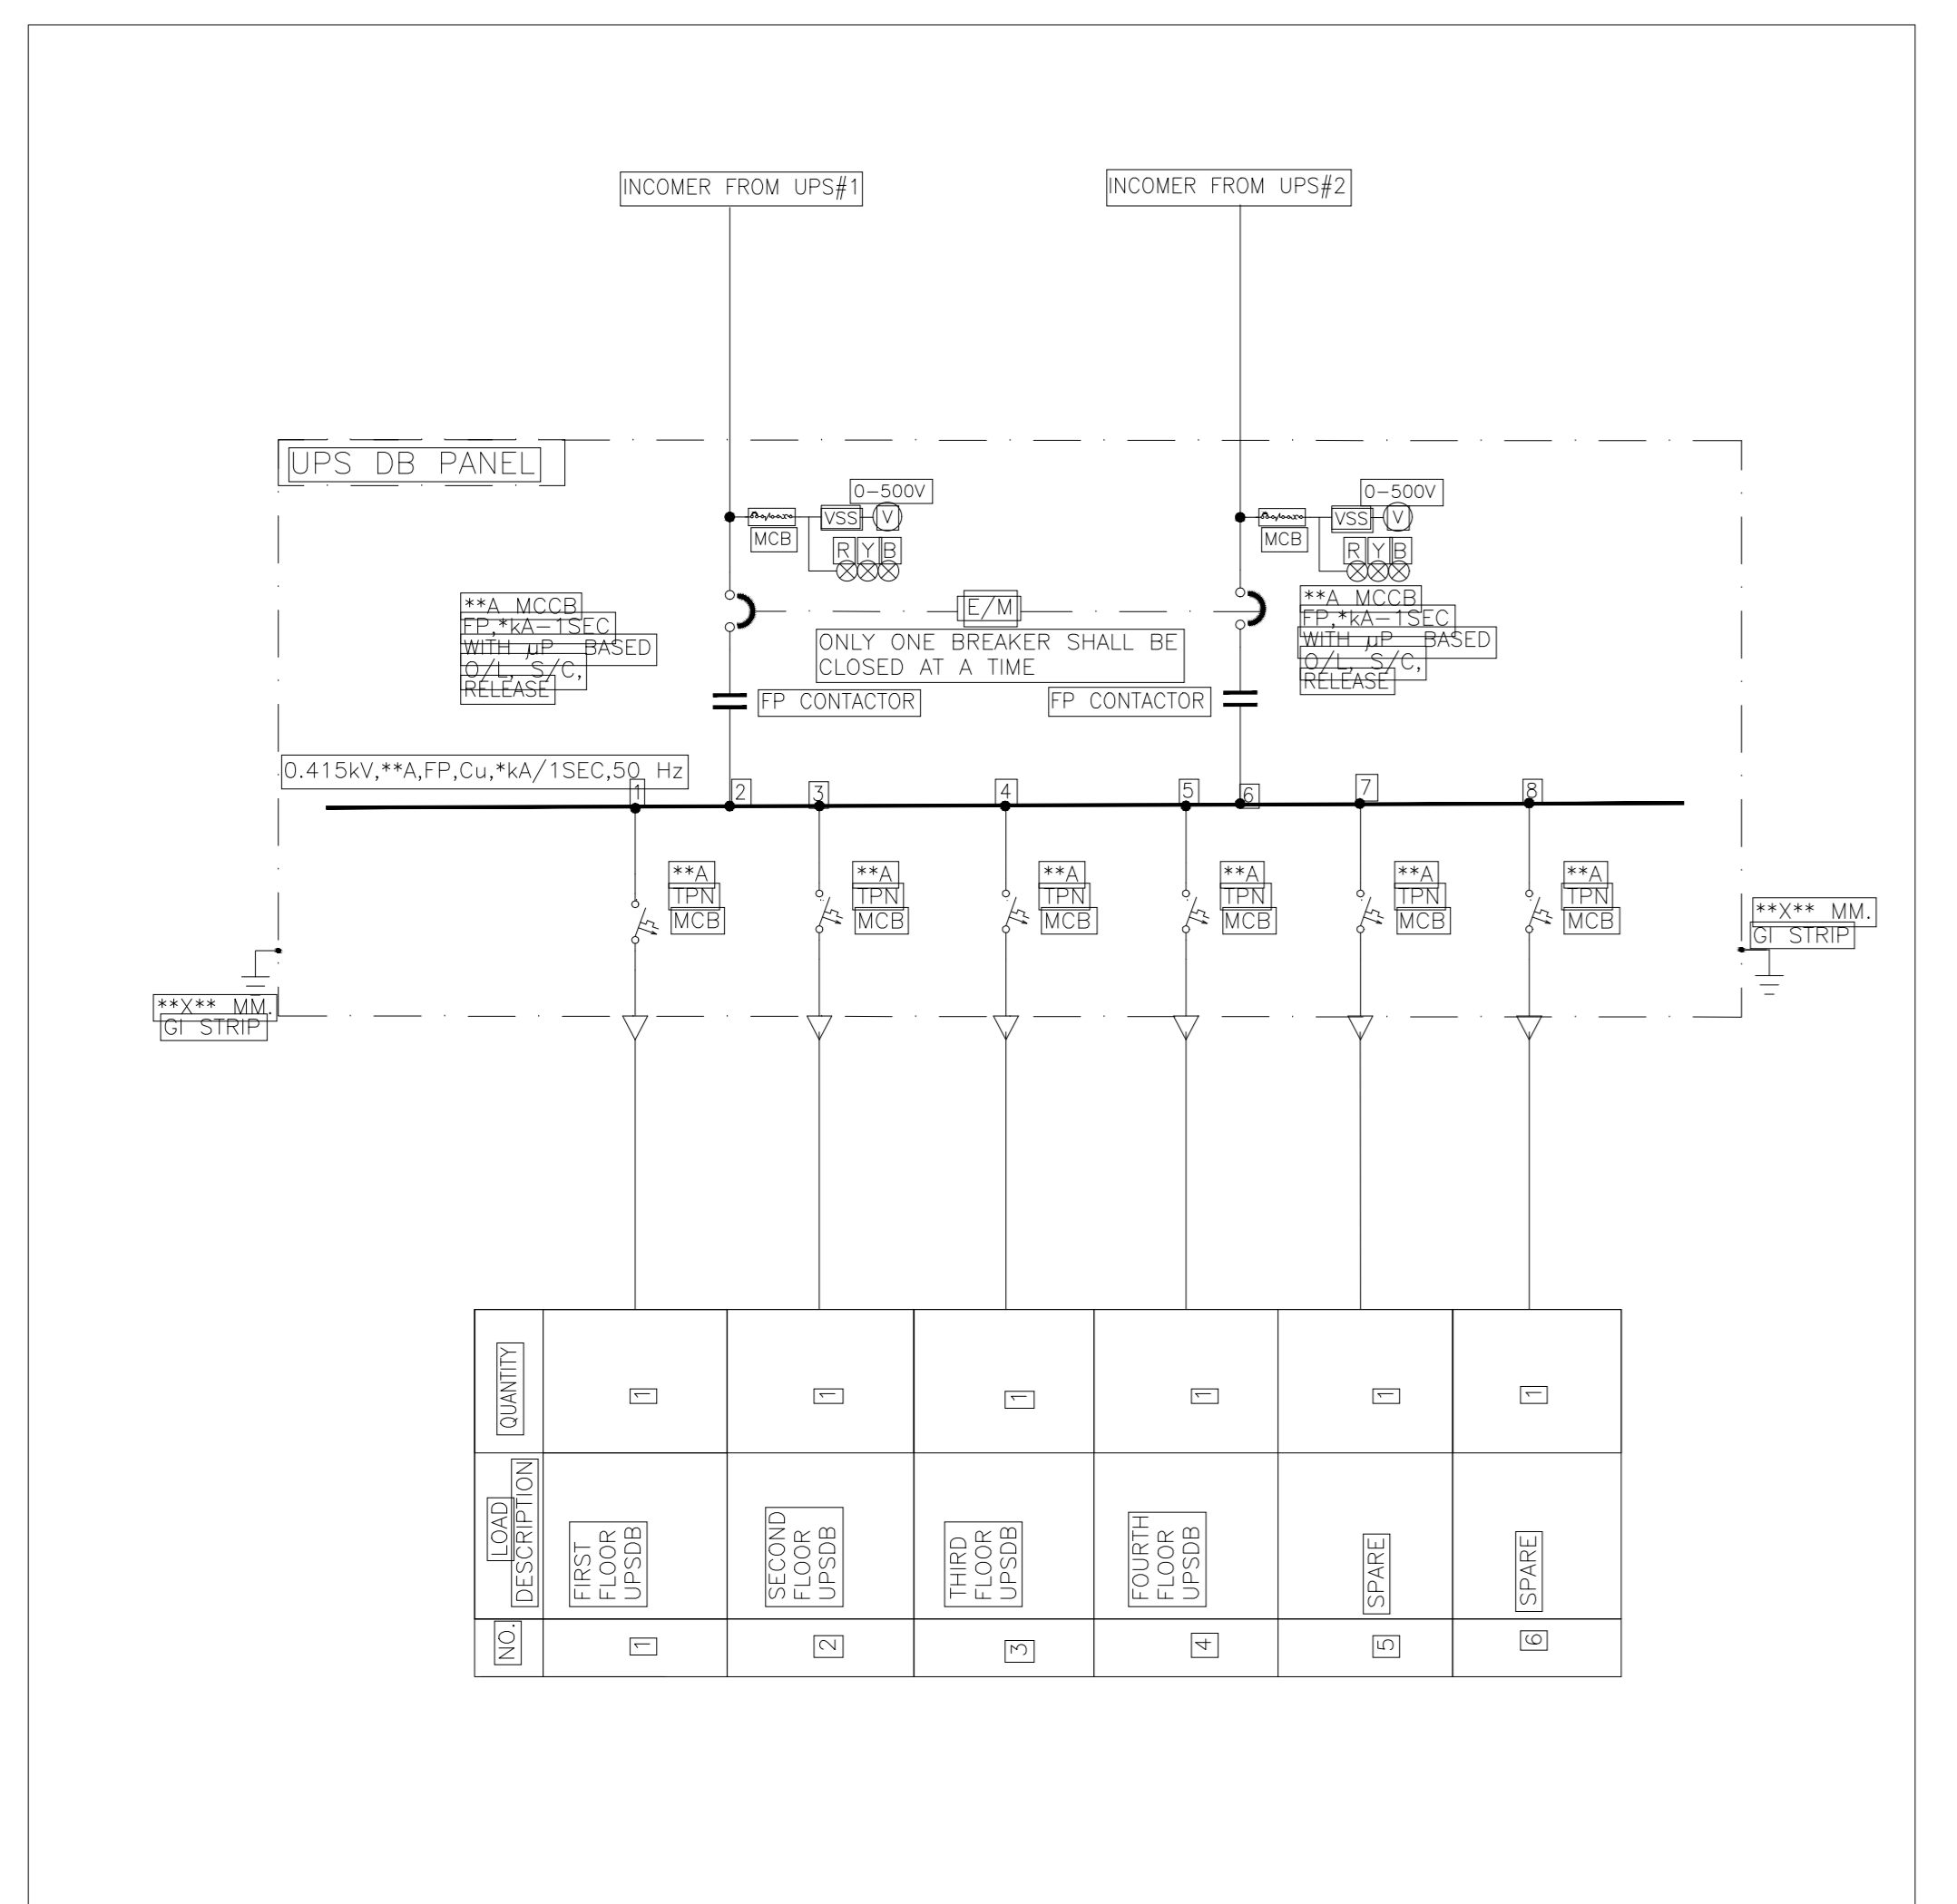 INCOMER FROM UPS#1
INCOMER FROM UPS#2
UPS DB PANEL
0-500V
VSS
V
MCB
R Y B
0-500V
VSS
V
MCB
R Y B
**A MCCB
FP,*kA-1SEC
WITH µP BASED
O/L, S/C,
RELEASE
E/M
ONLY ONE BREAKER SHALL BE
CLOSED AT A TIME
**A MCCB
FP,*kA-1SEC
WITH µP BASED
O/L, S/C,
RELEASE
FP CONTACTOR
FP CONTACTOR
0.415kV,**A,FP,Cu,*kA/1SEC,50 Hz
1 2 3 4 5 6 7 8
**A
TPN
MCB
**A
TPN
MCB
**A
TPN
MCB
**A
TPN
MCB
**A
TPN
MCB
**A
TPN
MCB
**X** MM.
GI STRIP
**X** MM.
GI STRIP
QUANTITY
1
1
1
1
1
1
LOAD
DESCRIPTION
FIRST
FLOOR
UPSDB
SECOND
FLOOR
UPSDB
THIRD
FLOOR
UPSDB
FOURTH
FLOOR
UPSDB
SPARE
SPARE
NO.
1
2
3
4
5
6